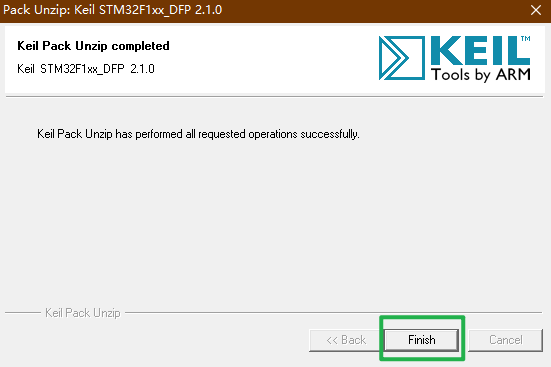 Pack Unzip: Keil STM32F1xx_DFP 2.1.0
Keil Pack Unzip completed
Keil STM32F1xx_DFP 2.1.0
KEIL™
Tools by ARM
Keil Pack Unzip has performed all requested operations successfully.
Keil Pack Unzip
<< Back
Finish
Cancel